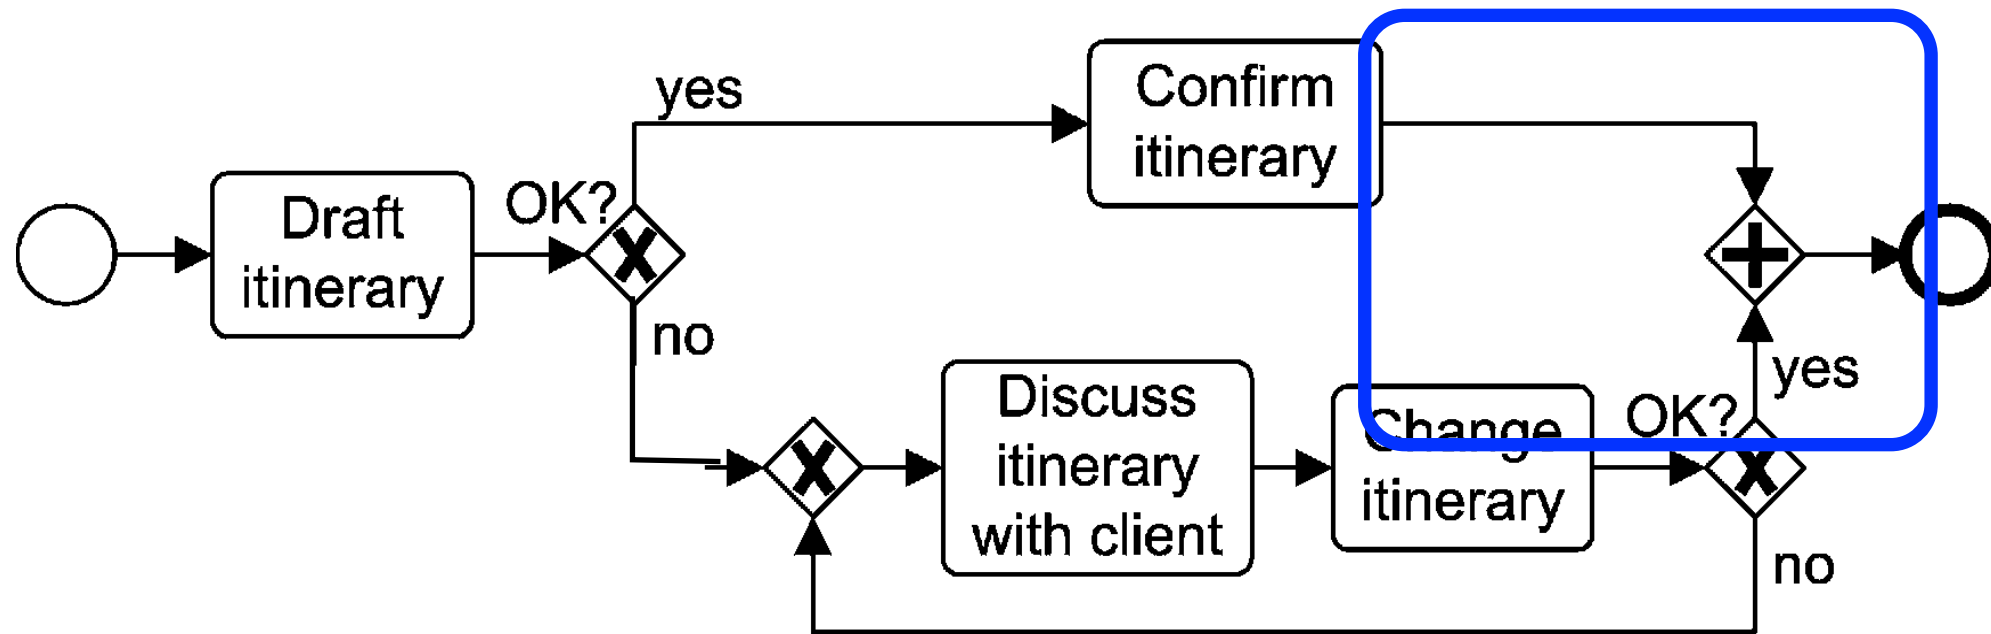 yes
Confirm
itinerary
Draft
itinerary
OK?
no
Discuss
itinerary
with client
Change
itinerary
OK?
yes
no